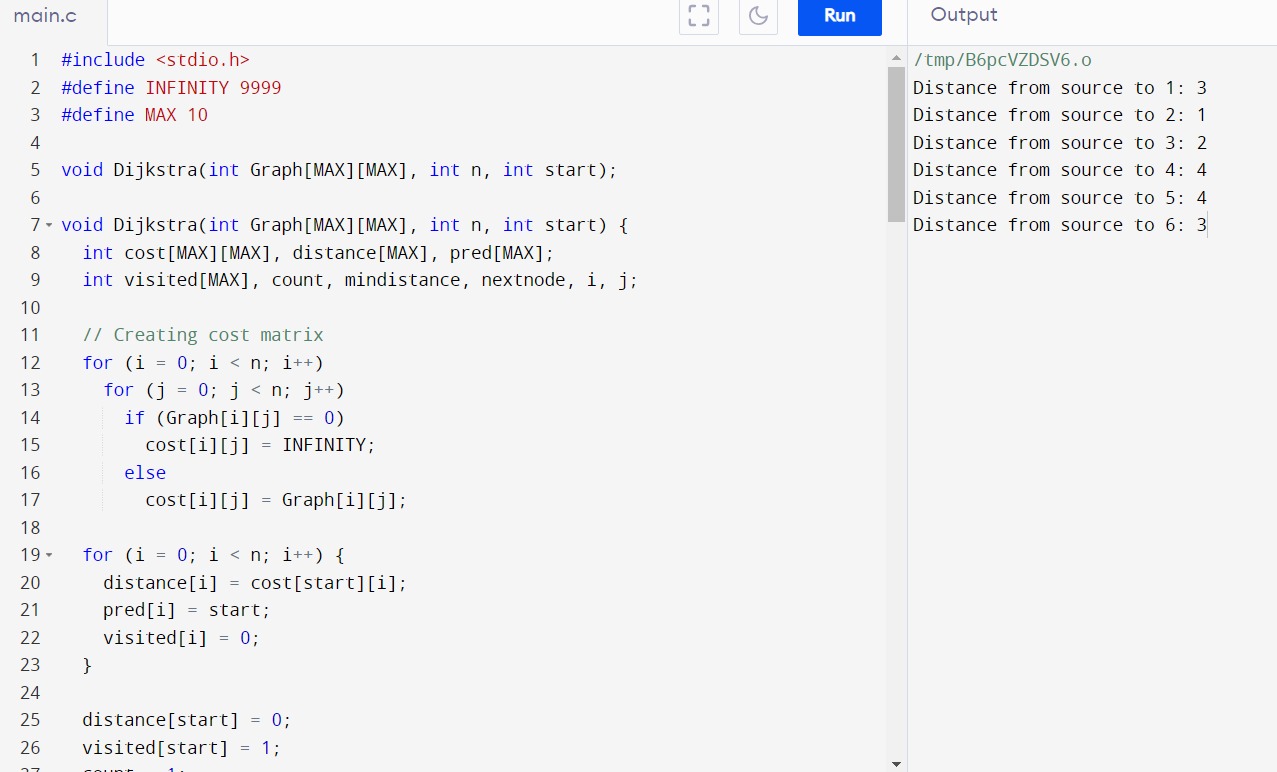 main.c
Run
Output
1 #include <stdio.h>
2 #define INFINITY 9999
3 #define MAX 10
4
5 void Dijkstra(int Graph[MAX][MAX], int n, int start);
6
7 void Dijkstra(int Graph[MAX][MAX], int n, int start) {
8   int cost[MAX][MAX], distance[MAX], pred[MAX];
9   int visited[MAX], count, mindistance, nextnode, i, j;
10
11   // Creating cost matrix
12   for (i = 0; i < n; i++)
13     for (j = 0; j < n; j++)
14       if (Graph[i][j] == 0)
15         cost[i][j] = INFINITY;
16       else
17         cost[i][j] = Graph[i][j];
18
19   for (i = 0; i < n; i++) {
20     distance[i] = cost[start][i];
21     pred[i] = start;
22     visited[i] = 0;
23   }
24
25   distance[start] = 0;
26   visited[start] = 1;
/tmp/B6pcVZDSV6.o
Distance from source to 1: 3
Distance from source to 2: 1
Distance from source to 3: 2
Distance from source to 4: 4
Distance from source to 5: 4
Distance from source to 6: 3